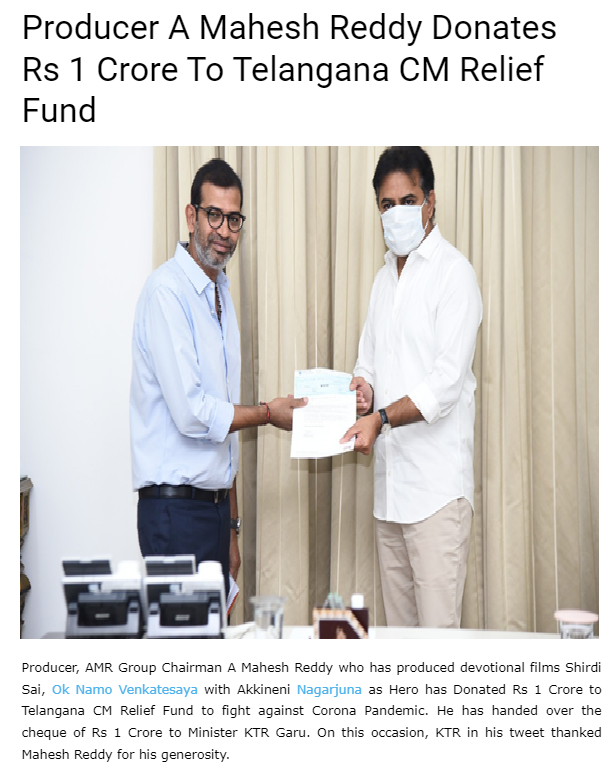 Producer A Mahesh Reddy Donates
Rs 1 Crore To Telangana CM Relief
Fund
Producer, AMR Group Chairman A Mahesh Reddy who has produced devotional films Shirdi
Sai, Ok Namo Venkatesaya with Akkineni Nagarjuna as Hero has Donated Rs 1 Crore to
Telangana CM Relief Fund to fight against Corona Pandemic. He has handed over the
cheque of Rs 1 Crore to Minister KTR Garu. On this occasion, KTR in his tweet thanked
Mahesh Reddy for his generosity.